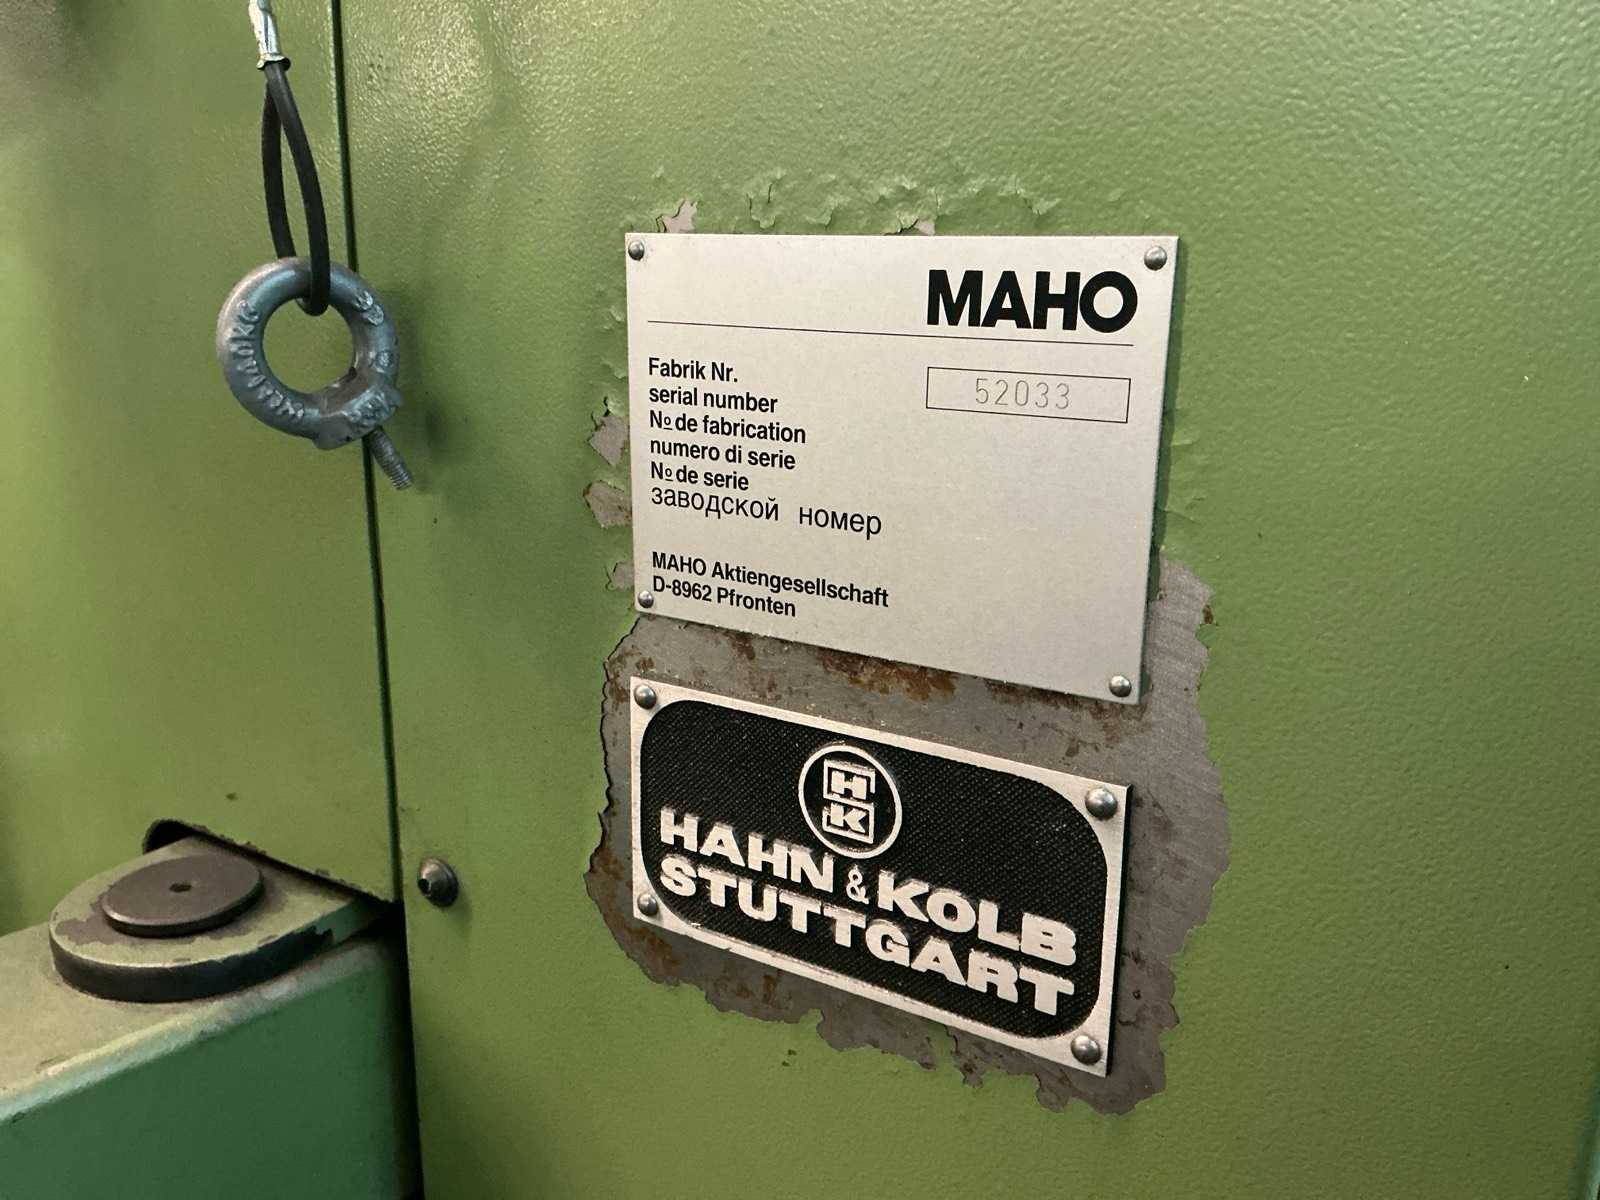 MAHO
Fabrik Nr.
serial number
52033
Nº de fabrication
numero di serie
Nº de serie
заводской номер
MAHO Aktiengesellschaft
D-8962 Pfronten
H
K
HAHN & KOLB
STUTTGART